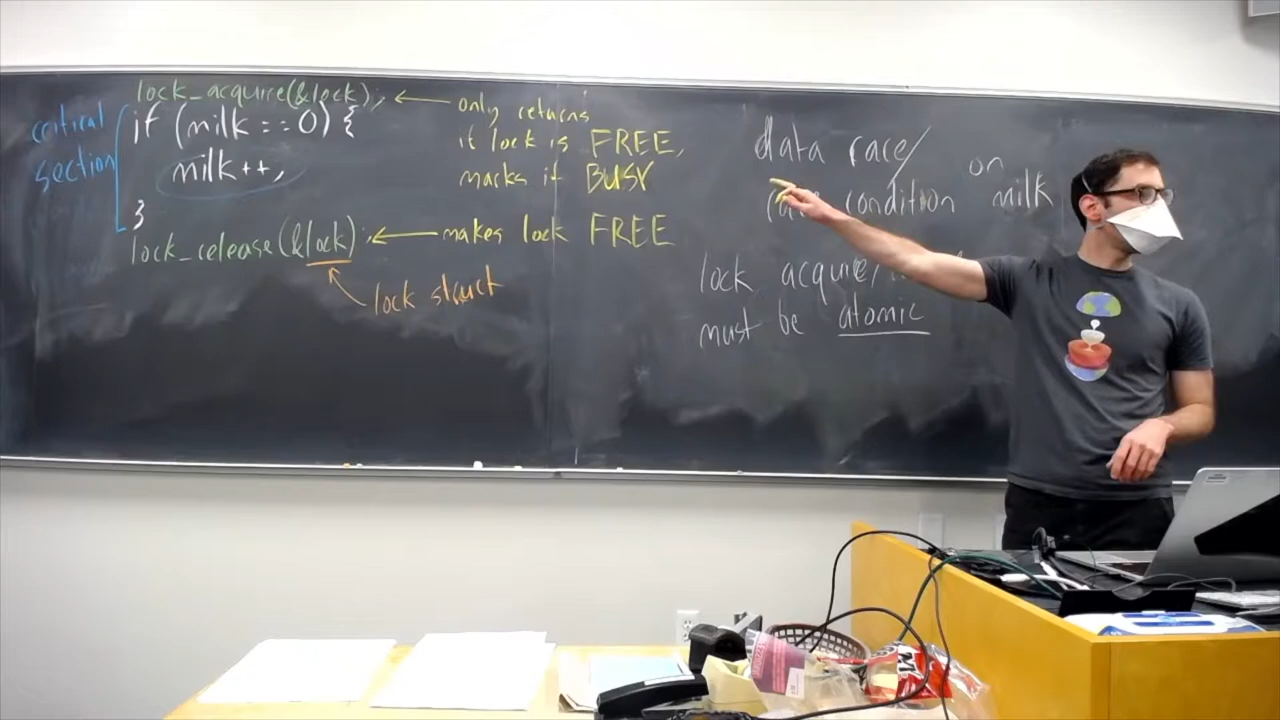 lock_acquire(&lock);
critical
section
if (milk == 0) {
milk++;
}
lock_release(&lock);
lock struct
only returns
if lock is FREE,
marks it BUSY
makes lock FREE
data race/
condition
on
milk
lock acquire/
must be atomic